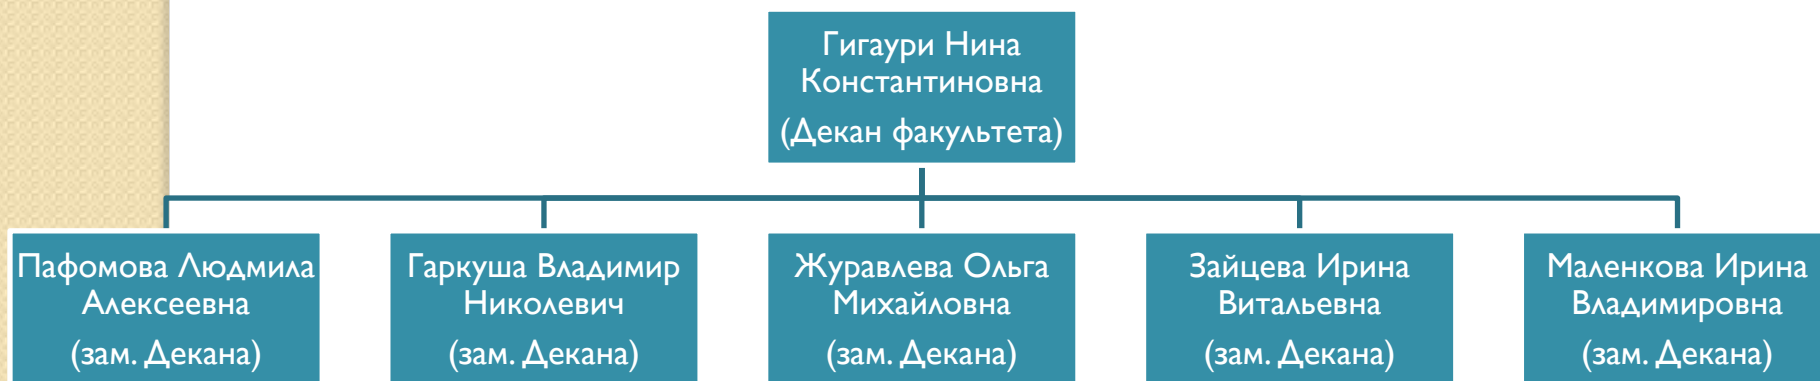 Гигаури Нина
Константиновна
(Декан факультета)
Пафомова Людмила
Алексеевна
(зам. Декана)
Гаркуша Владимир
Николевич
(зам. Декана)
Журавлева Ольга
Михайловна
(зам. Декана)
Зайцева Ирина
Витальевна
(зам. Декана)
Маленкова Ирина
Владимировна
(зам. Декана)